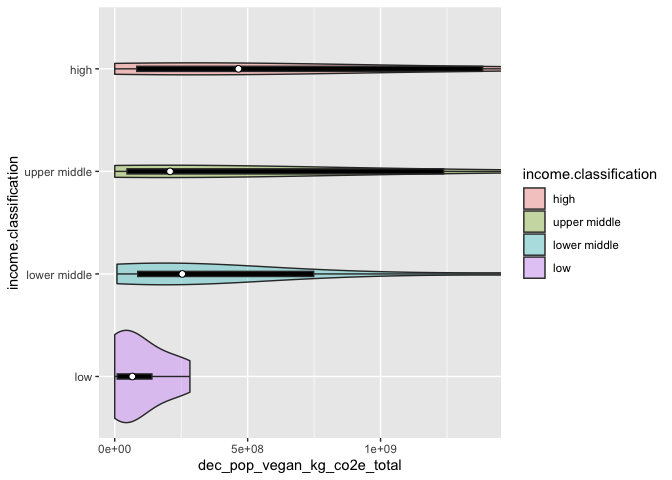 high
upper middle
lower middle
low
income.classification
0e+00
5e+08
1e+09
dec_pop_vegan_kg_co2e_total
income.classification
high
upper middle
lower middle
low